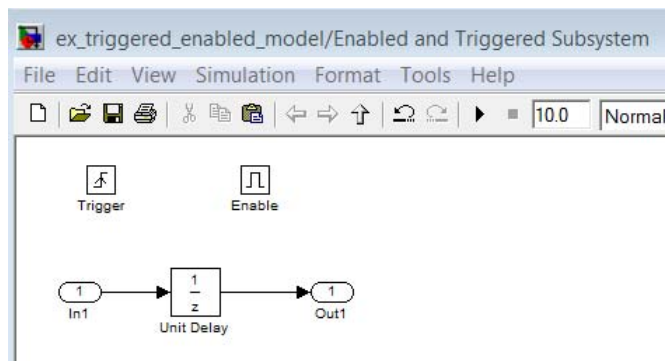 ex_triggered_enabled_model/Enabled and Triggered Subsystem
File Edit View Simulation Format Tools Help
10.0 Normal
Trigger Enable
1 1 z 1
In1 Unit Delay Out1